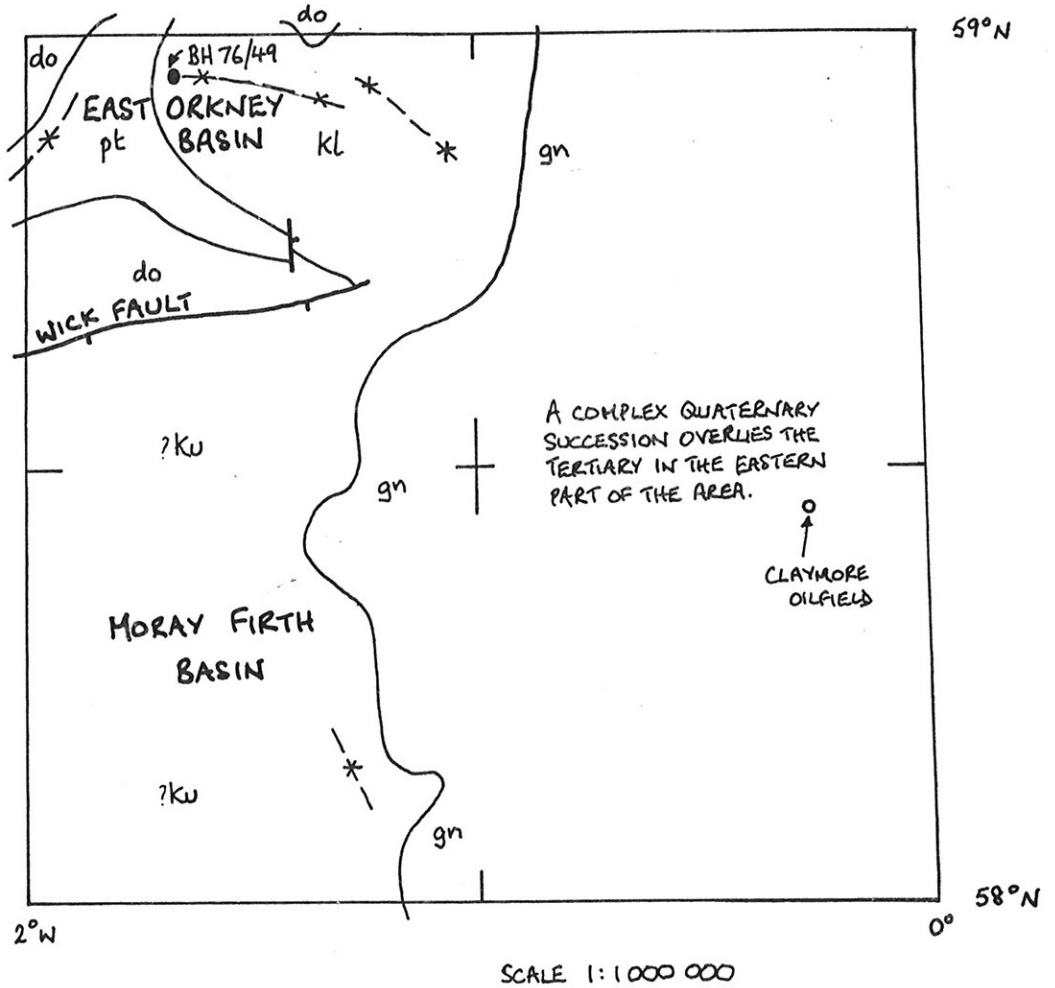 do
59°N
do
BH 76/49
EAST ORKNEY
BASIN
pt
kl
gn
do
WICK FAULT
A COMPLEX QUATERNARY
SUCCESSION OVERLIES THE
TERTIARY IN THE EASTERN
PART OF THE AREA.
?Ku
gn
CLAYMORE
OILFIELD
MORAY FIRTH
BASIN
?Ku
gn
58°N
2°W
0°
SCALE 1:1000 000